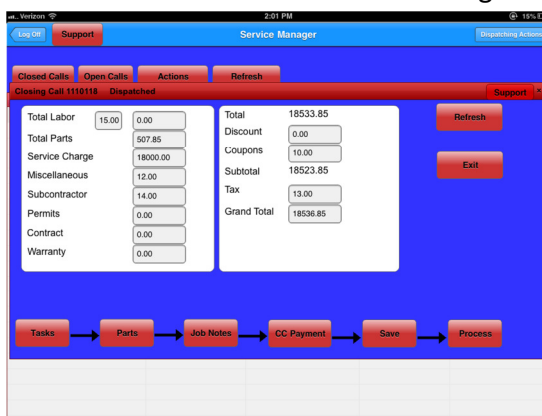 Verizon 2:01 PM 15%
Log Off Support Service Manager Dispatching Actions
Closed Calls Open Calls Actions Refresh
Closing Call 1110118 Dispatched Support
Total Labor 15.00 0.00
Total Parts 507.85
Service Charge 18000.00
Miscellaneous 12.00
Subcontractor 14.00
Permits 0.00
Contract 0.00
Warranty 0.00
Total 18533.85
Discount 0.00
Coupons 10.00
Subtotal 18523.85
Tax 13.00
Grand Total 18536.85
Refresh
Exit
Tasks Parts Job Notes CC Payment Save Process